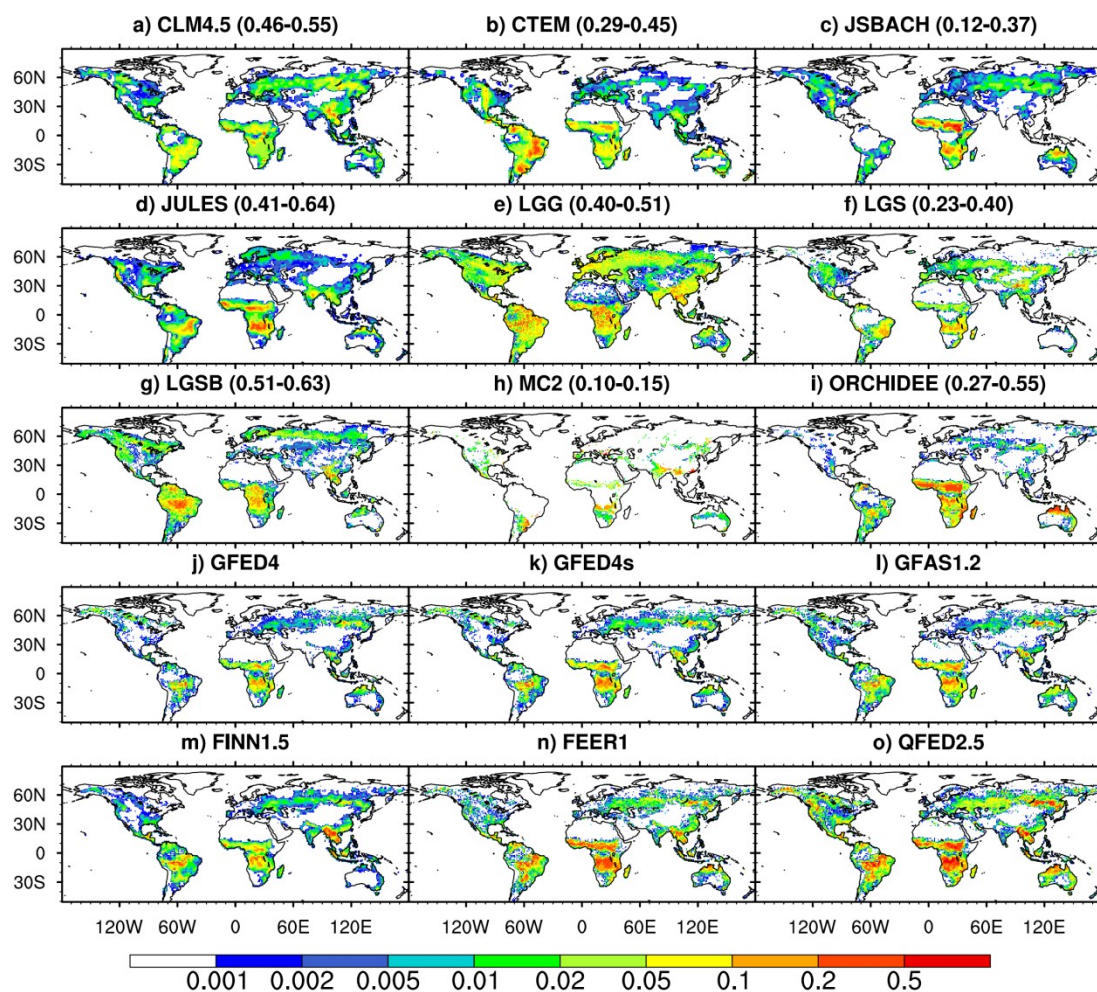 a) CLM4.5 (0.46-0.55) b) CTEM (0.29-0.45) c) JSBACH (0.12-0.37)
60N
30N
0
30S
d) JULES (0.41-0.64) e) LGG (0.40-0.51) f) LGS (0.23-0.40)
60N
30N
0
30S
g) LGSB (0.51-0.63) h) MC2 (0.10-0.15) i) ORCHIDEE (0.27-0.55)
60N
30N
0
30S
j) GFED4 k) GFED4s l) GFAS1.2
60N
30N
0
30S
m) FINN1.5 n) FEER1 o) QFED2.5
60N
30N
0
30S
120W 60W 0 60E 120E 120W 60W 0 60E 120E 120W 60W 0 60E 120E
0.001 0.002 0.005 0.01 0.02 0.05 0.1 0.2 0.5